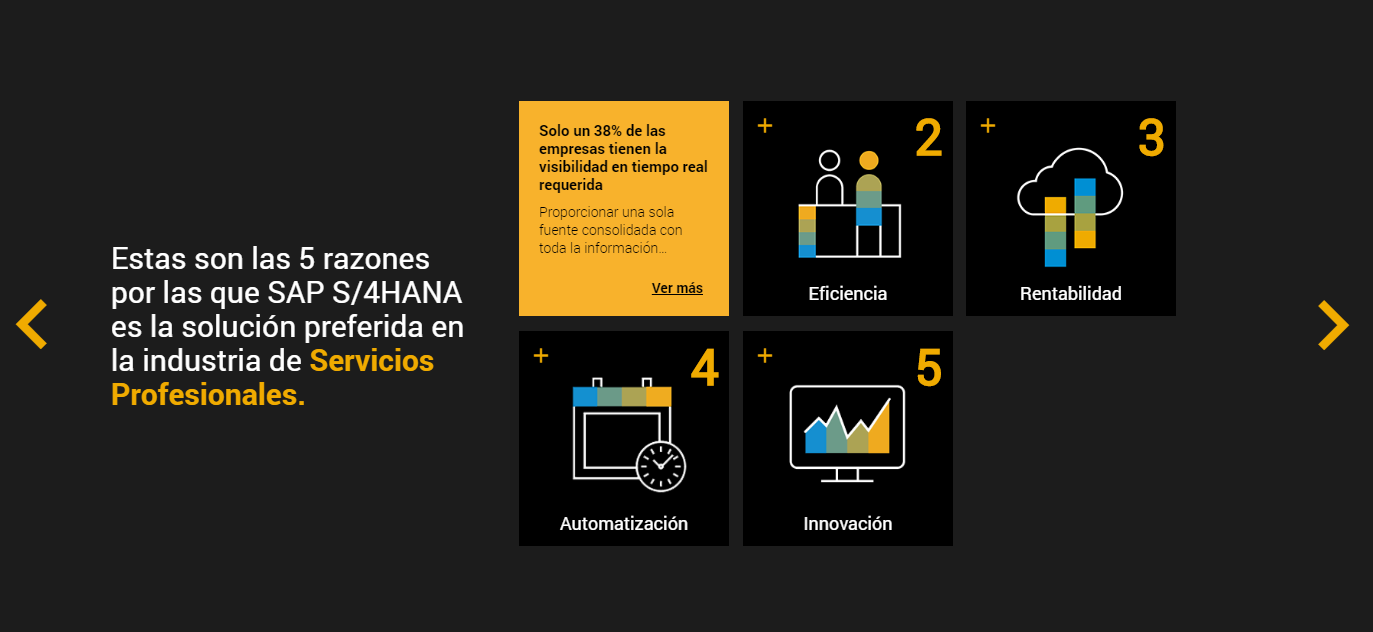 Estas son las 5 razones
por las que SAP S/4HANA
es la solución preferida en
la industria de Servicios
Profesionales.
Solo un 38% de las
empresas tienen la
visibilidad en tiempo real
requerida
Proporcionar una sola
fuente consolidada con
toda la información...
Ver más
+ 2
Eficiencia
+ 3
Rentabilidad
+ 4
Automatización
+ 5
Innovación